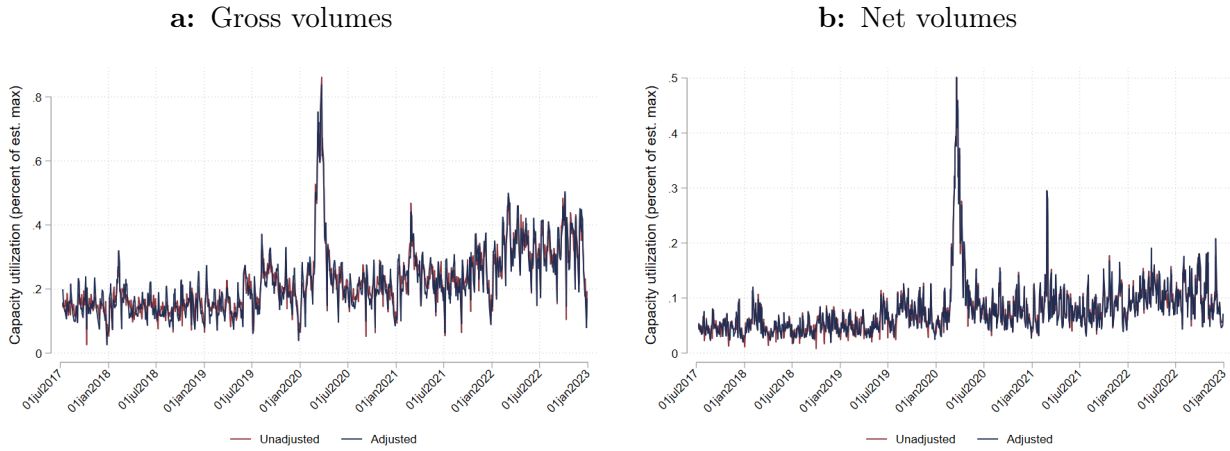 a: Gross volumes
Capacity utilization (percent of est. max)
.8
.6
.4
.2
0
01jul2017
01jan2018
01jul2018
01jan2019
01jul2019
01jan2020
01jul2020
01jan2021
01jul2021
01jan2022
01jul2022
01jan2023
Unadjusted
Adjusted
b: Net volumes
Capacity utilization (percent of est. max)
.5
.4
.3
.2
.1
0
01jul2017
01jan2018
01jul2018
01jan2019
01jul2019
01jan2020
01jul2020
01jan2021
01jul2021
01jan2022
01jul2022
01jan2023
Unadjusted
Adjusted